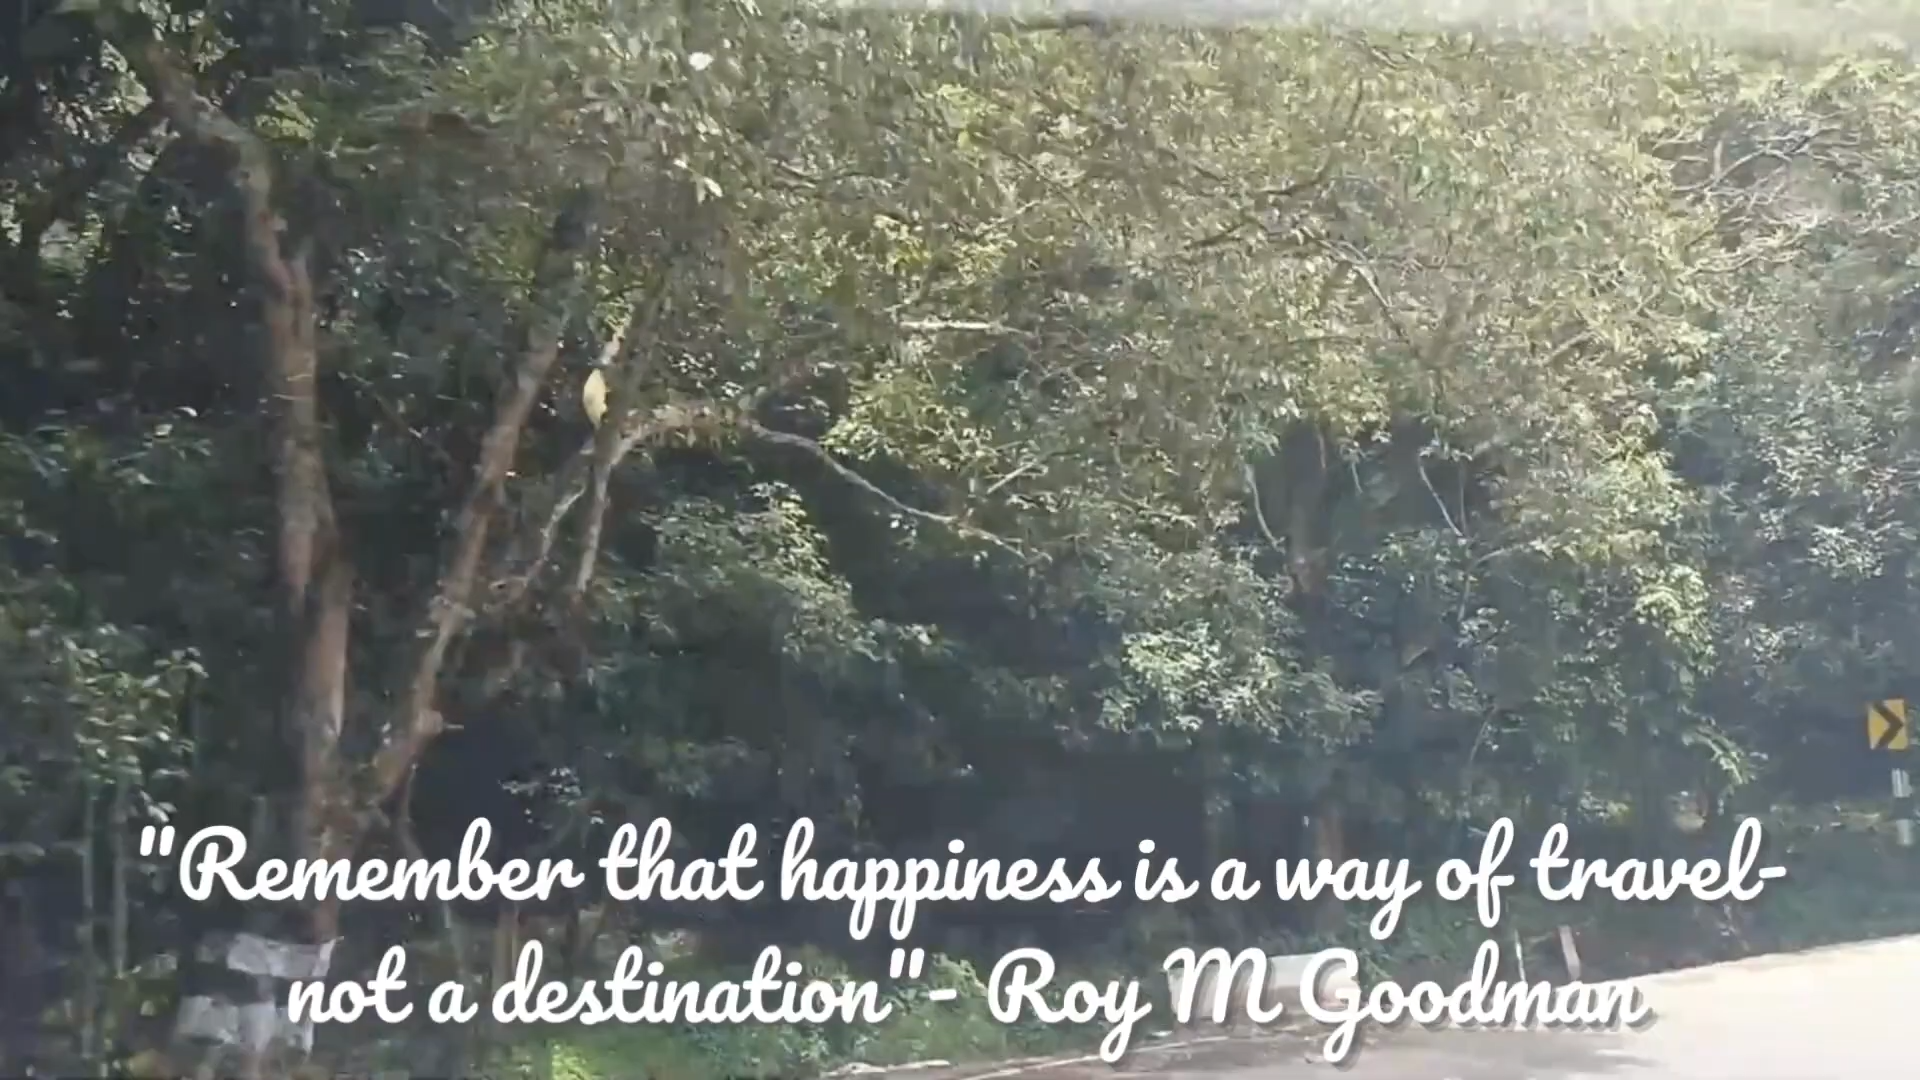 "Remember that happiness is a way of travel-
not a destination"- Roy M Goodman